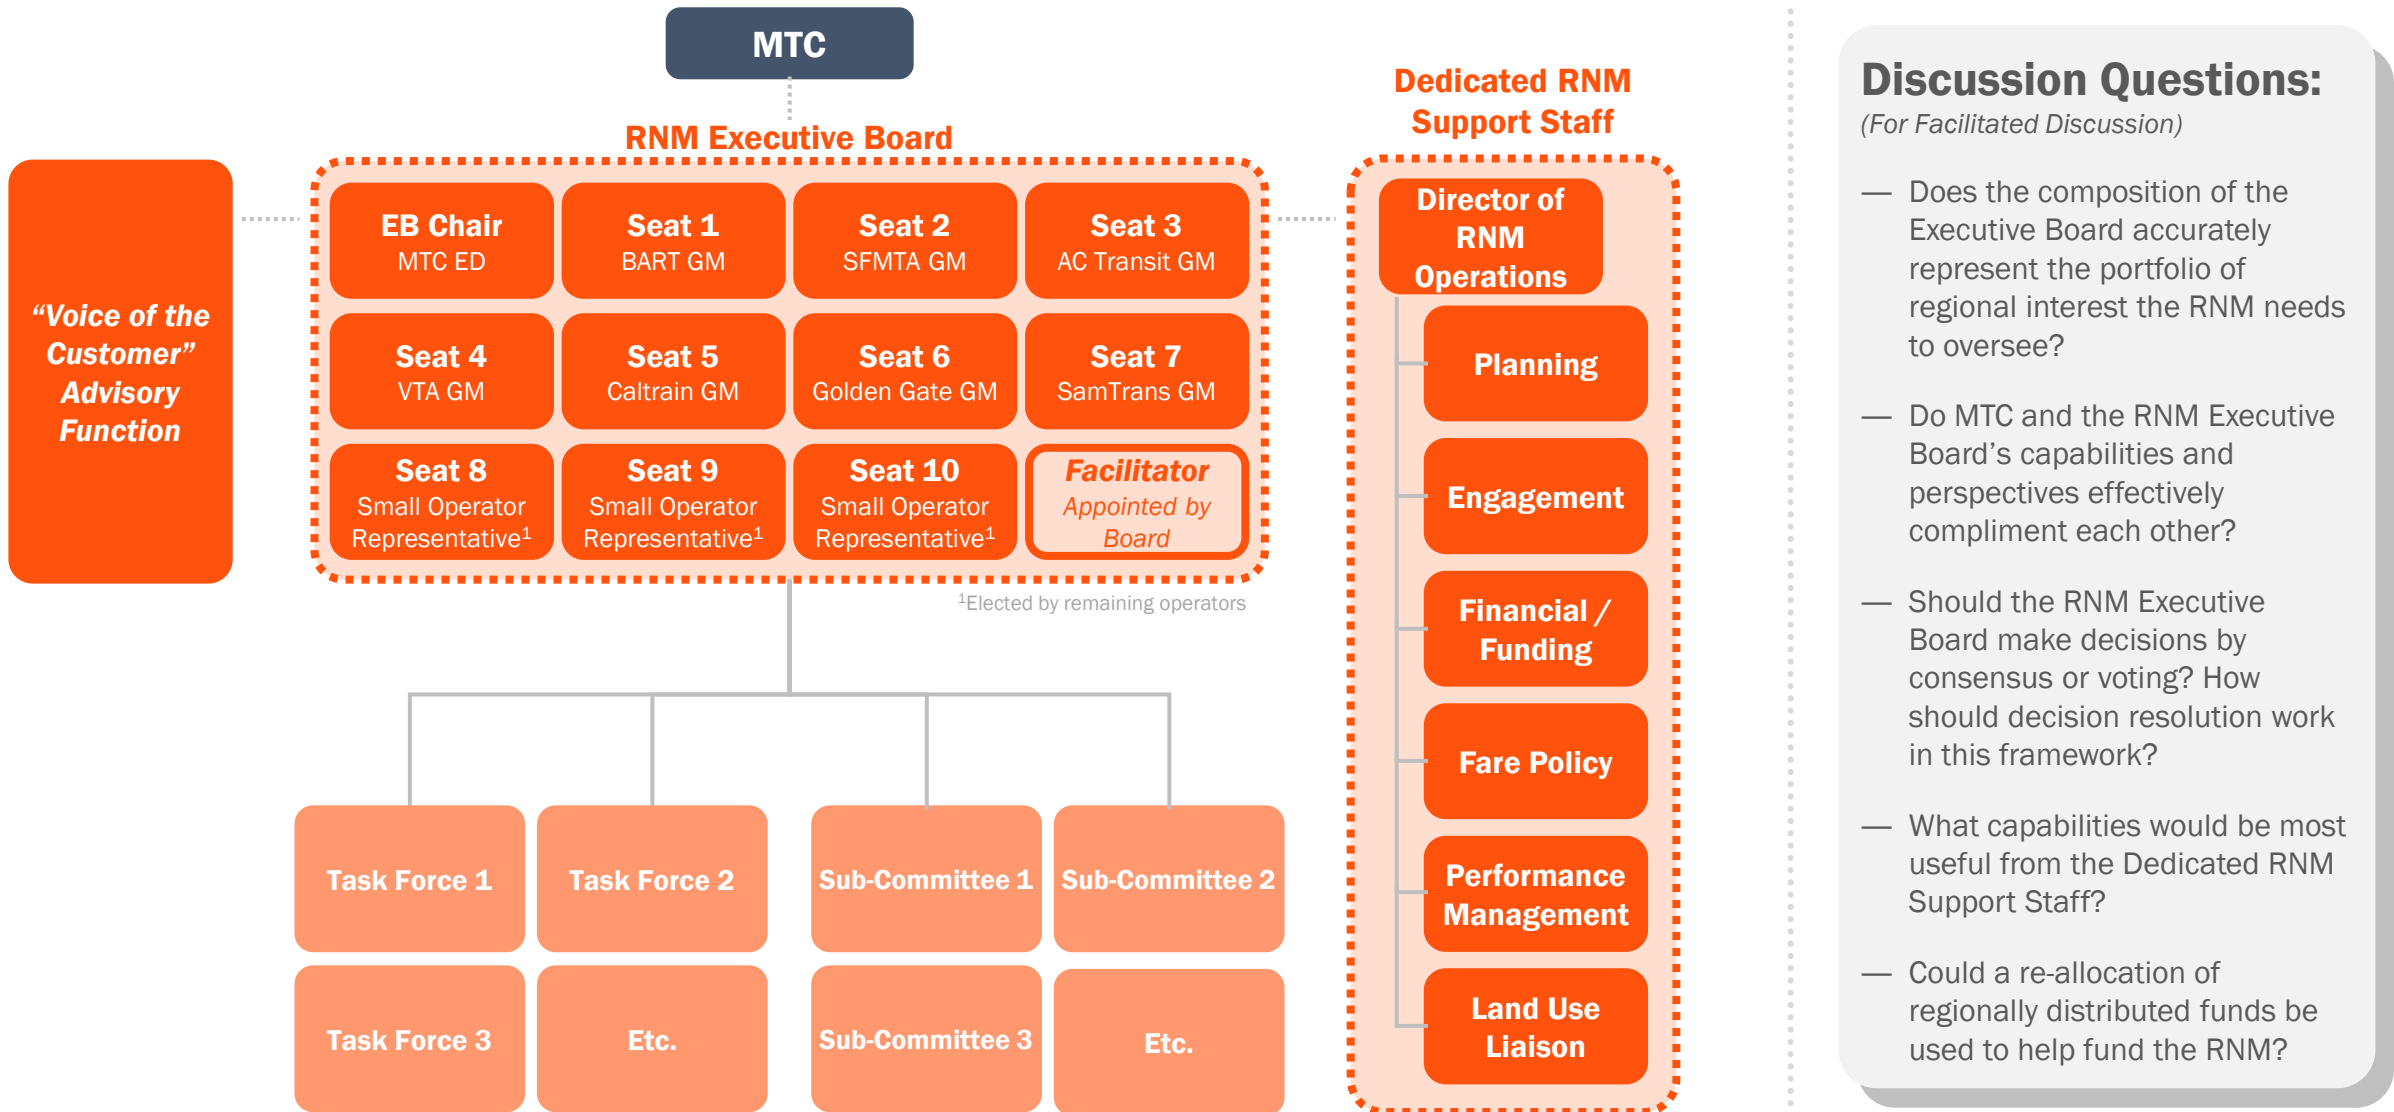 MTC
RNM Executive Board
“Voice of the
Customer”
Advisory
Function
EB Chair
MTC ED
Seat 1
BART GM
Seat 2
SFMTA GM
Seat 3
AC Transit GM
Seat 4
VTA GM
Seat 5
Caltrain GM
Seat 6
Golden Gate GM
Seat 7
SamTrans GM
Seat 8
Small Operator
Representative¹
Seat 9
Small Operator
Representative¹
Seat 10
Small Operator
Representative¹
Facilitator
Appointed by
Board
¹Elected by remaining operators
Task Force 1
Task Force 2
Sub-Committee 1
Sub-Committee 2
Task Force 3
Etc.
Sub-Committee 3
Etc.
Dedicated RNM
Support Staff
Director of
RNM
Operations
Planning
Engagement
Financial /
Funding
Fare Policy
Performance
Management
Land Use
Liaison
Discussion Questions:
(For Facilitated Discussion)
— Does the composition of the
Executive Board accurately
represent the portfolio of
regional interest the RNM needs
to oversee?
— Do MTC and the RNM Executive
Board’s capabilities and
perspectives effectively
compliment each other?
— Should the RNM Executive
Board make decisions by
consensus or voting? How
should decision resolution work
in this framework?
— What capabilities would be most
useful from the Dedicated RNM
Support Staff?
— Could a re-allocation of
regionally distributed funds be
used to help fund the RNM?